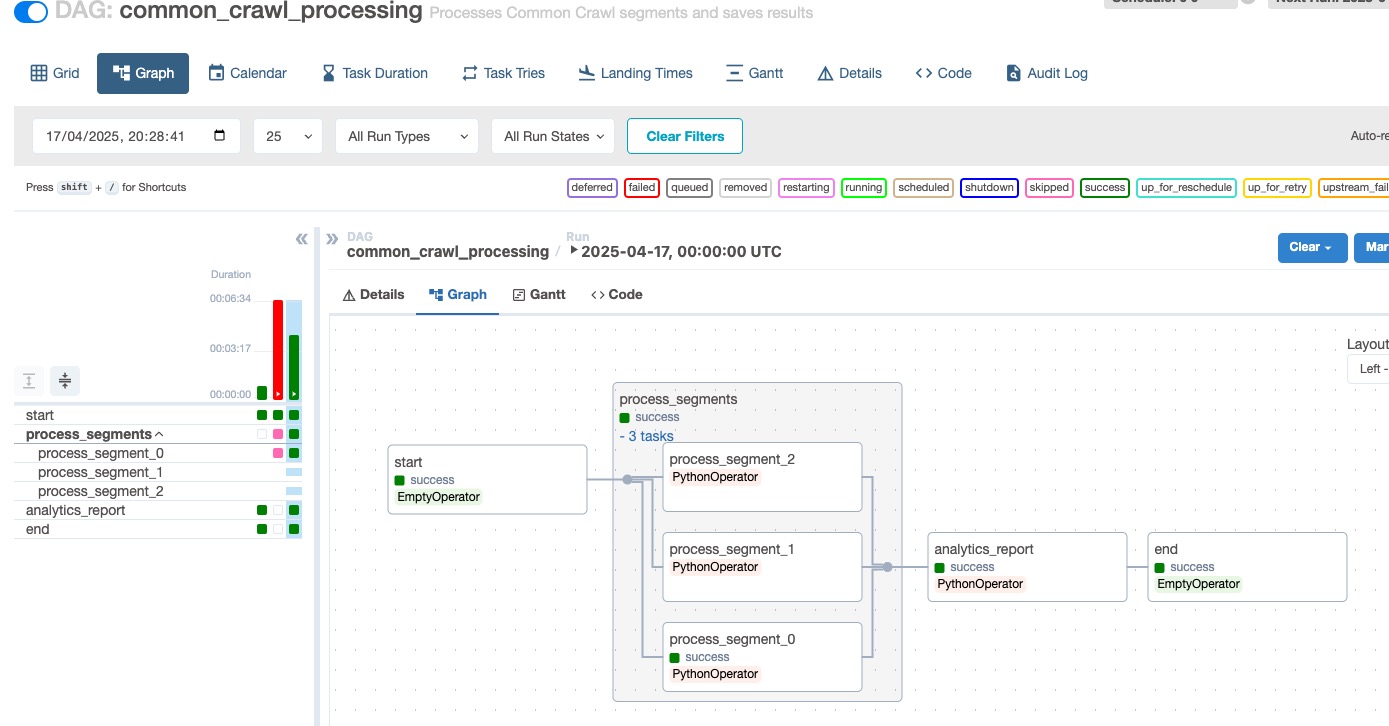 DAG: common_crawl_processing Processes Common Crawl segments and saves results
Grid Graph Calendar Task Duration Task Tries Landing Times Gantt Details <> Code Audit Log
17/04/2025, 20:28:41 25 All Run Types All Run States Clear Filters Auto-re
Press shift + / for Shortcuts
deferred failed queued removed restarting running scheduled shutdown skipped success up_for_reschedule up_for_retry upstream_fail
« » DAG Run
common_crawl_processing / 2025-04-17, 00:00:00 UTC
Clear Mar
Duration
00:06:34
00:03:17
00:00:00
Details Graph Gantt <> Code
Layout
Left -
start
process_segments
process_segment_0
process_segment_1
process_segment_2
analytics_report
end
start
success
EmptyOperator
process_segments
success
- 3 tasks
process_segment_2
PythonOperator
process_segment_1
PythonOperator
process_segment_0
success
PythonOperator
analytics_report
success
PythonOperator
end
success
EmptyOperator